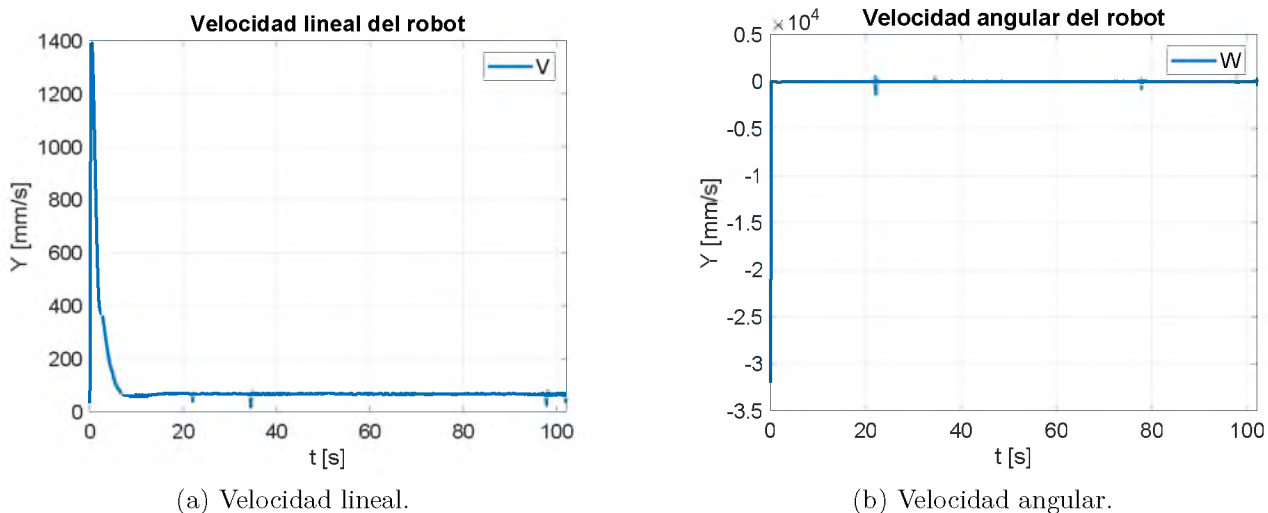 Velocidad lineal del robot
1400
1200
1000
800
600
400
200
0
Y [mm/s]
V
0 20 40 60 80 100
t [s]
(a) Velocidad lineal.
Velocidad angular del robot
×10⁴
0.5
0
-0.5
-1
-1.5
-2
-2.5
-3
-3.5
Y [mm/s]
W
0 20 40 60 80 100
t [s]
(b) Velocidad angular.